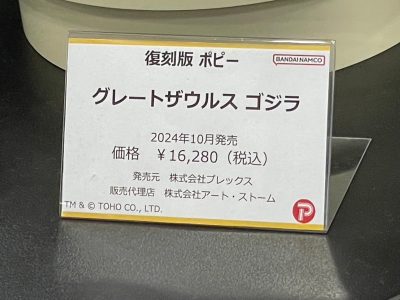 復刻版 ポピー
BANDAI NAMCO
グレートザウルス ゴジラ
2024年10月発売
価格 ￥16,280（税込）
発売元 株式会社プレックス
販売代理店 株式会社アート・ストーム
TM & © TOHO CO., LTD.
P